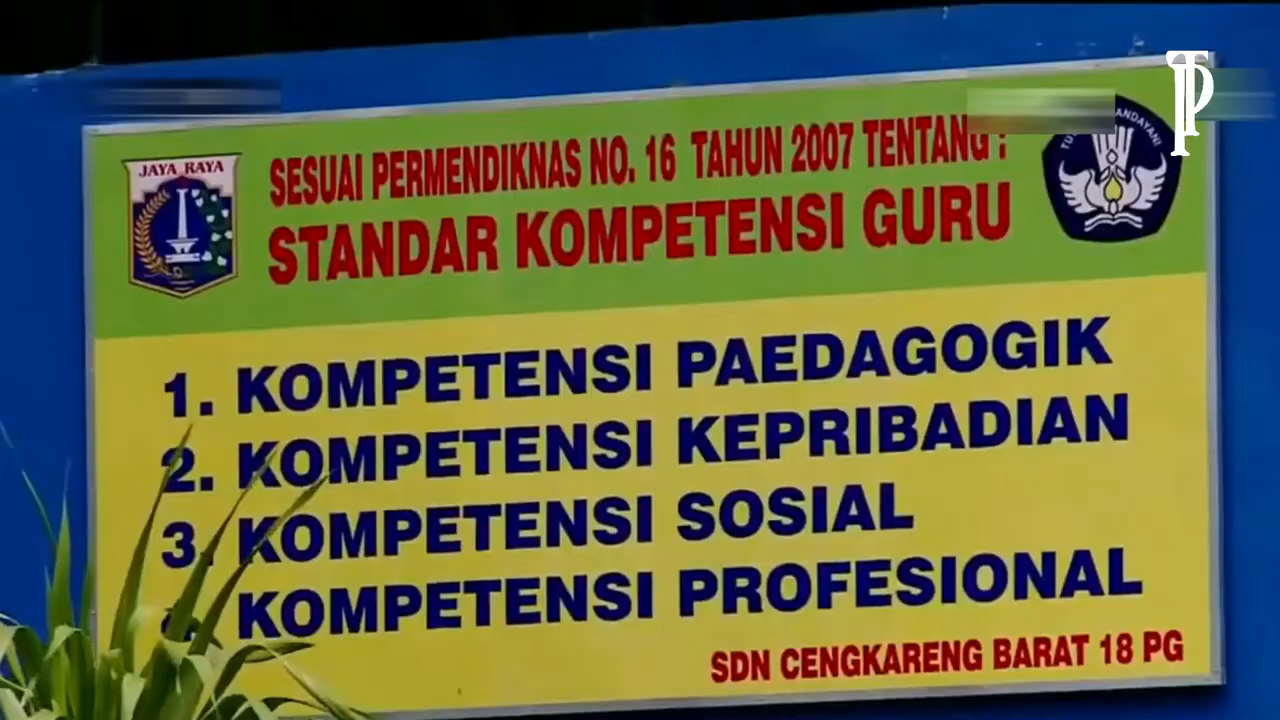 TP
JAYA RAYA
SESUAI PERMENDIKNAS NO. 16 TAHUN 2007 TENTANG :
STANDAR KOMPETENSI GURU
1. KOMPETENSI PAEDAGOGIK
2. KOMPETENSI KEPRIBADIAN
3. KOMPETENSI SOSIAL
KOMPETENSI PROFESIONAL
SDN CENGKARENG BARAT 18 PG